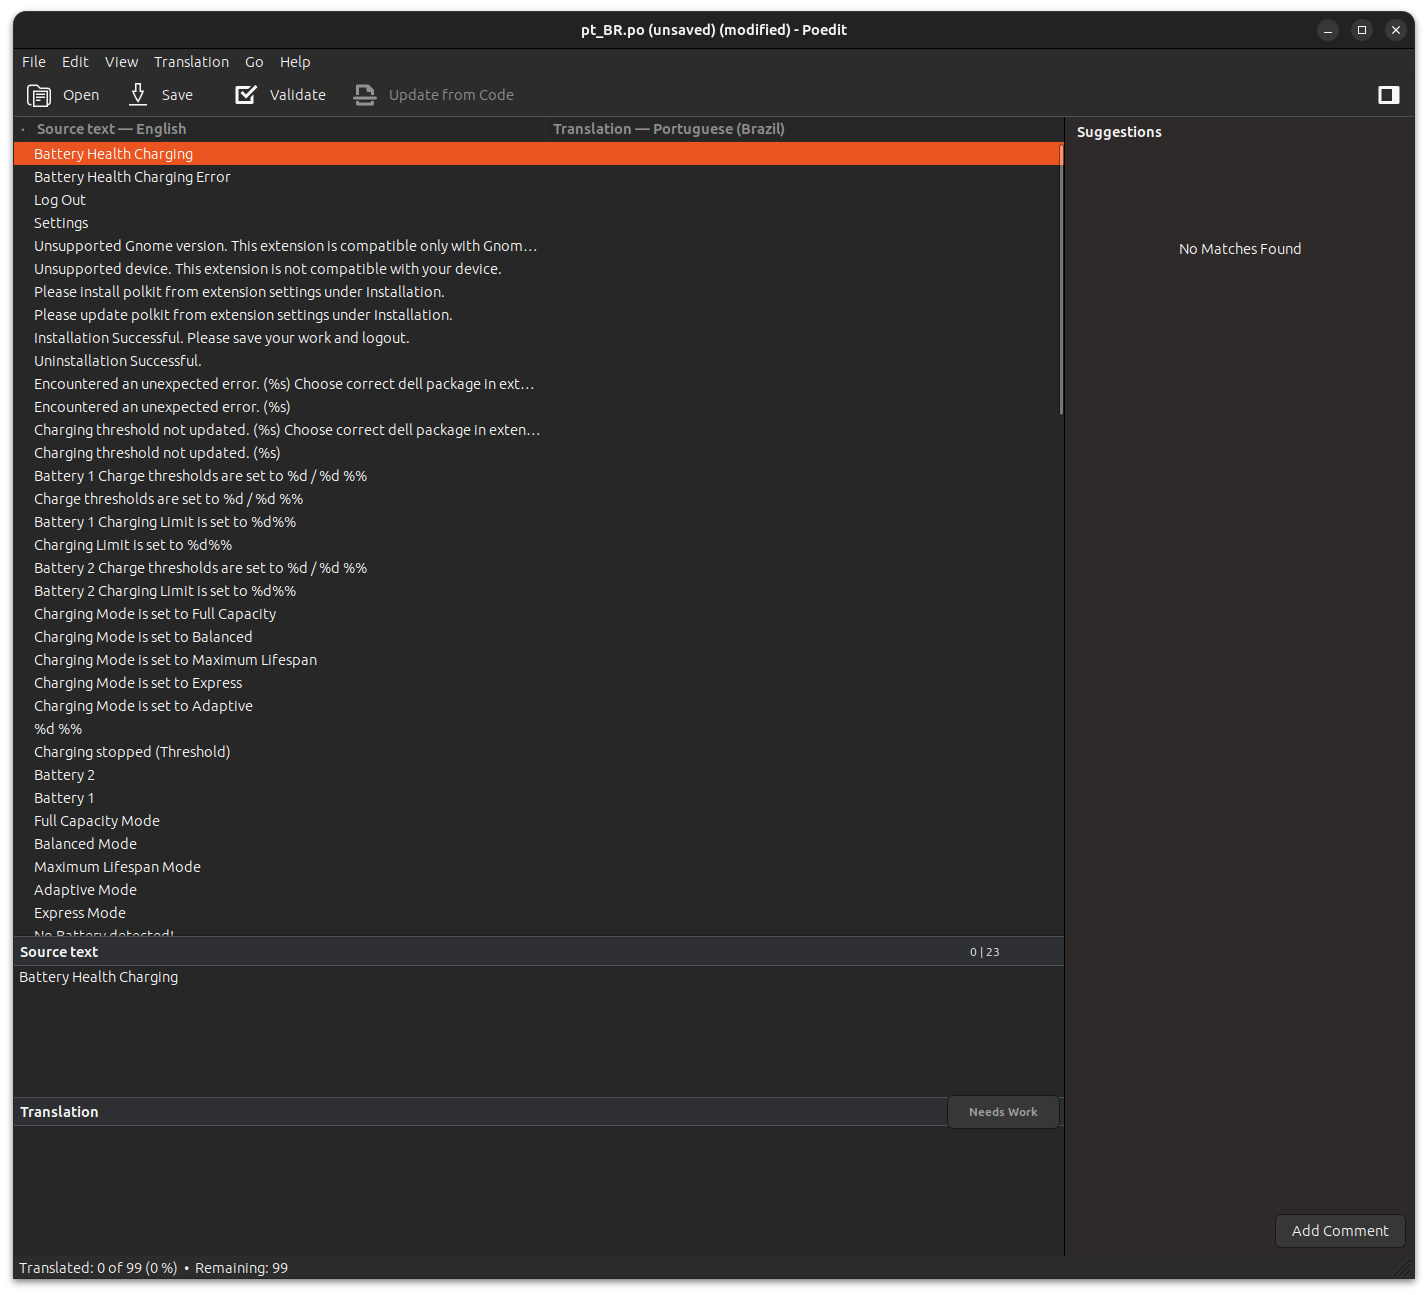 pt_BR.po (unsaved) (modified) - Poedit
File Edit View Translation Go Help
Open Save Validate Update from Code
· Source text — English Translation — Portuguese (Brazil)
Suggestions
No Matches Found
Battery Health Charging
Battery Health Charging Error
Log Out
Settings
Unsupported Gnome version. This extension is compatible only with Gnom…
Unsupported device. This extension is not compatible with your device.
Please install polkit from extension settings under Installation.
Please update polkit from extension settings under Installation.
Installation Successful. Please save your work and logout.
Uninstallation Successful.
Encountered an unexpected error. (%s) Choose correct dell package in ext…
Encountered an unexpected error. (%s)
Charging threshold not updated. (%s) Choose correct dell package in exten…
Charging threshold not updated. (%s)
Battery 1 Charge thresholds are set to %d / %d %%
Charge thresholds are set to %d / %d %%
Battery 1 Charging Limit is set to %d%%
Charging Limit is set to %d%%
Battery 2 Charge thresholds are set to %d / %d %%
Battery 2 Charging Limit is set to %d%%
Charging Mode is set to Full Capacity
Charging Mode is set to Balanced
Charging Mode is set to Maximum Lifespan
Charging Mode is set to Express
Charging Mode is set to Adaptive
%d %%
Charging stopped (Threshold)
Battery 2
Battery 1
Full Capacity Mode
Balanced Mode
Maximum Lifespan Mode
Adaptive Mode
Express Mode
No Battery detected!
Source text 0 | 23
Battery Health Charging
Translation Needs Work
Add Comment
Translated: 0 of 99 (0 %) • Remaining: 99